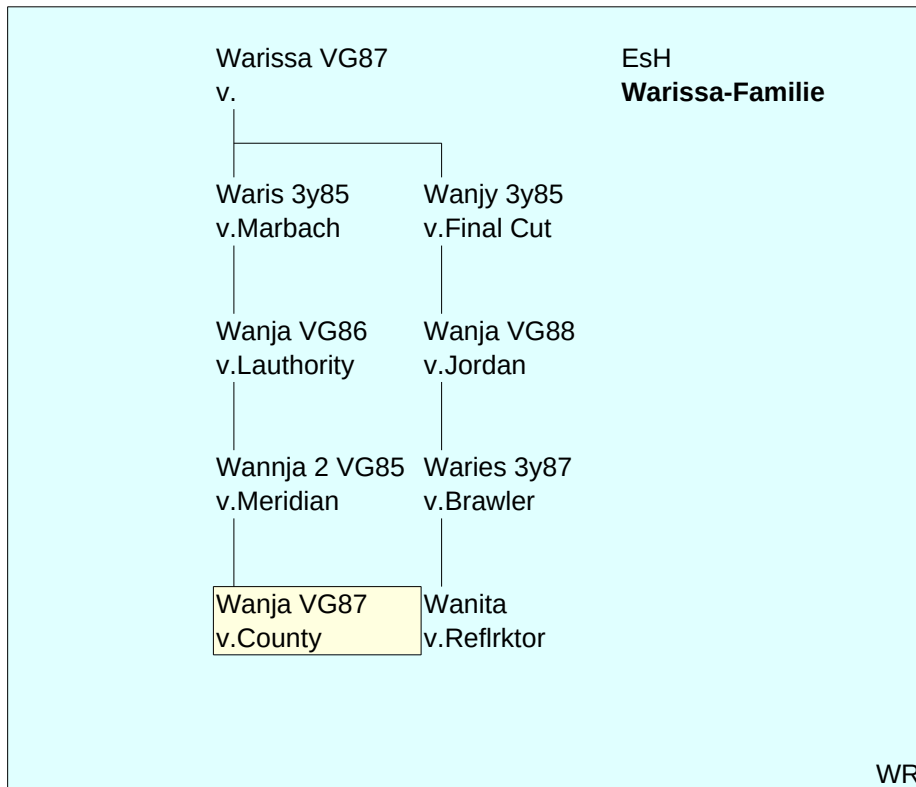 Warissa VG87
v.
EsH
Warissa-Familie
Waris 3y85
v.Marbach
Wanjy 3y85
v.Final Cut
Wanja VG86
v.Lauthority
Wanja VG88
v.Jordan
Wannja 2 VG85
v.Meridian
Waries 3y87
v.Brawler
Wanja VG87
v.County
Wanita
v.Reflrktor
WR